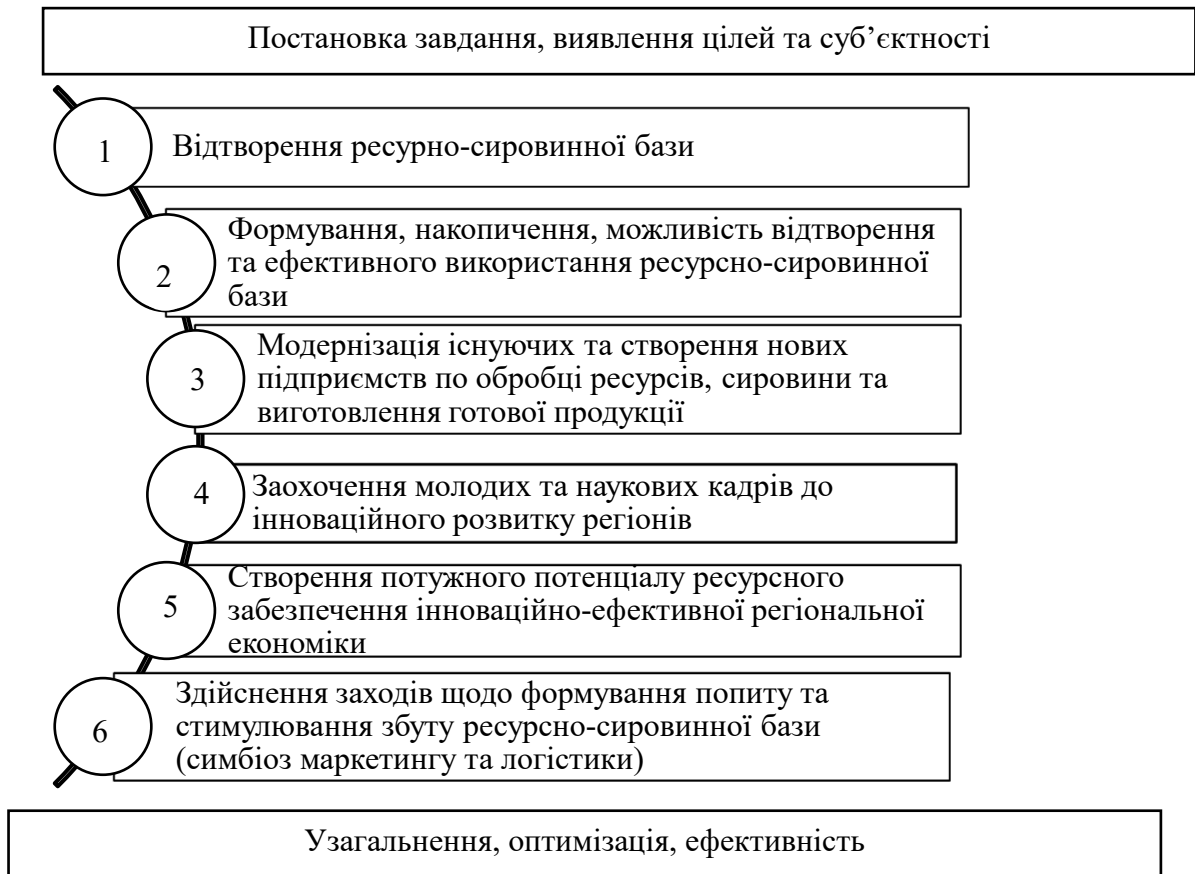 Постановка завдання, виявлення цілей та суб’єктності
1
Відтворення ресурно-сировинної бази
2
Формування, накопичення, можливість відтворення
та ефективного використання ресурсно-сировинної
бази
3
Модернізація існуючих та створення нових
підприємств по обробці ресурсів, сировини та
виготовлення готової продукції
4
Заохочення молодих та наукових кадрів до
інноваційного розвитку регіонів
5
Створення потужного потенціалу ресурсного
забезпечення інноваційно-ефективної регіональної
економіки
6
Здійснення заходів щодо формування попиту та
стимулювання збуту ресурсно-сировинної бази
(симбіоз маркетингу та логістики)
Узагальнення, оптимізація, ефективність